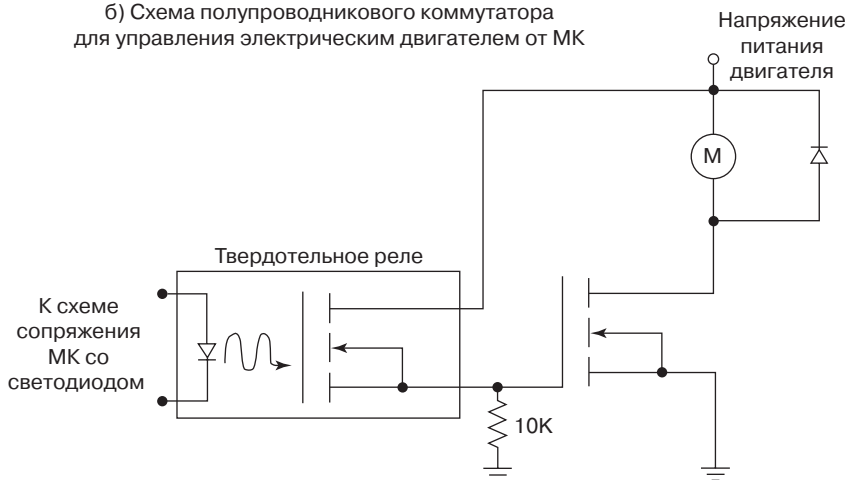 б) Схема полупроводникового коммутатора
для управления электрическим двигателем от МК
Напряжение
питания
двигателя
М
Твердотельное реле
К схеме
сопряжения
МК со
светодиодом
10К